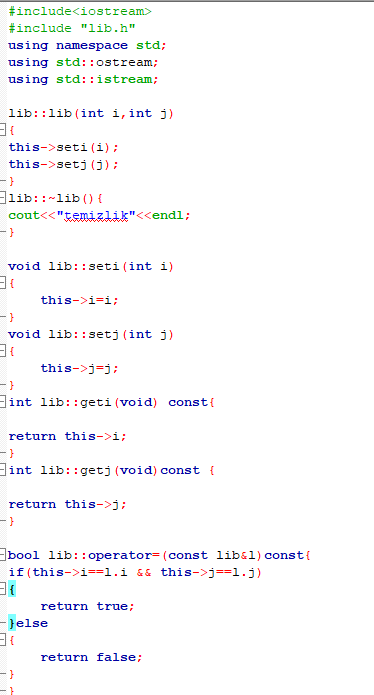 #include<iostream>
#include "lib.h"
using namespace std;
using std::ostream;
using std::istream;
lib::lib(int i,int j)
{
this->seti(i);
this->setj(j);
}
lib::~lib(){
cout<<"temizlik"<<endl;
}
void lib::seti(int i)
{
this->i=i;
}
void lib::setj(int j)
{
this->j=j;
}
int lib::geti(void) const{
return this->i;
}
int lib::getj(void)const {
return this->j;
}
bool lib::operator=(const lib&l)const{
if(this->i==l.i && this->j==l.j)
{
return true;
}else
{
return false;
}
}